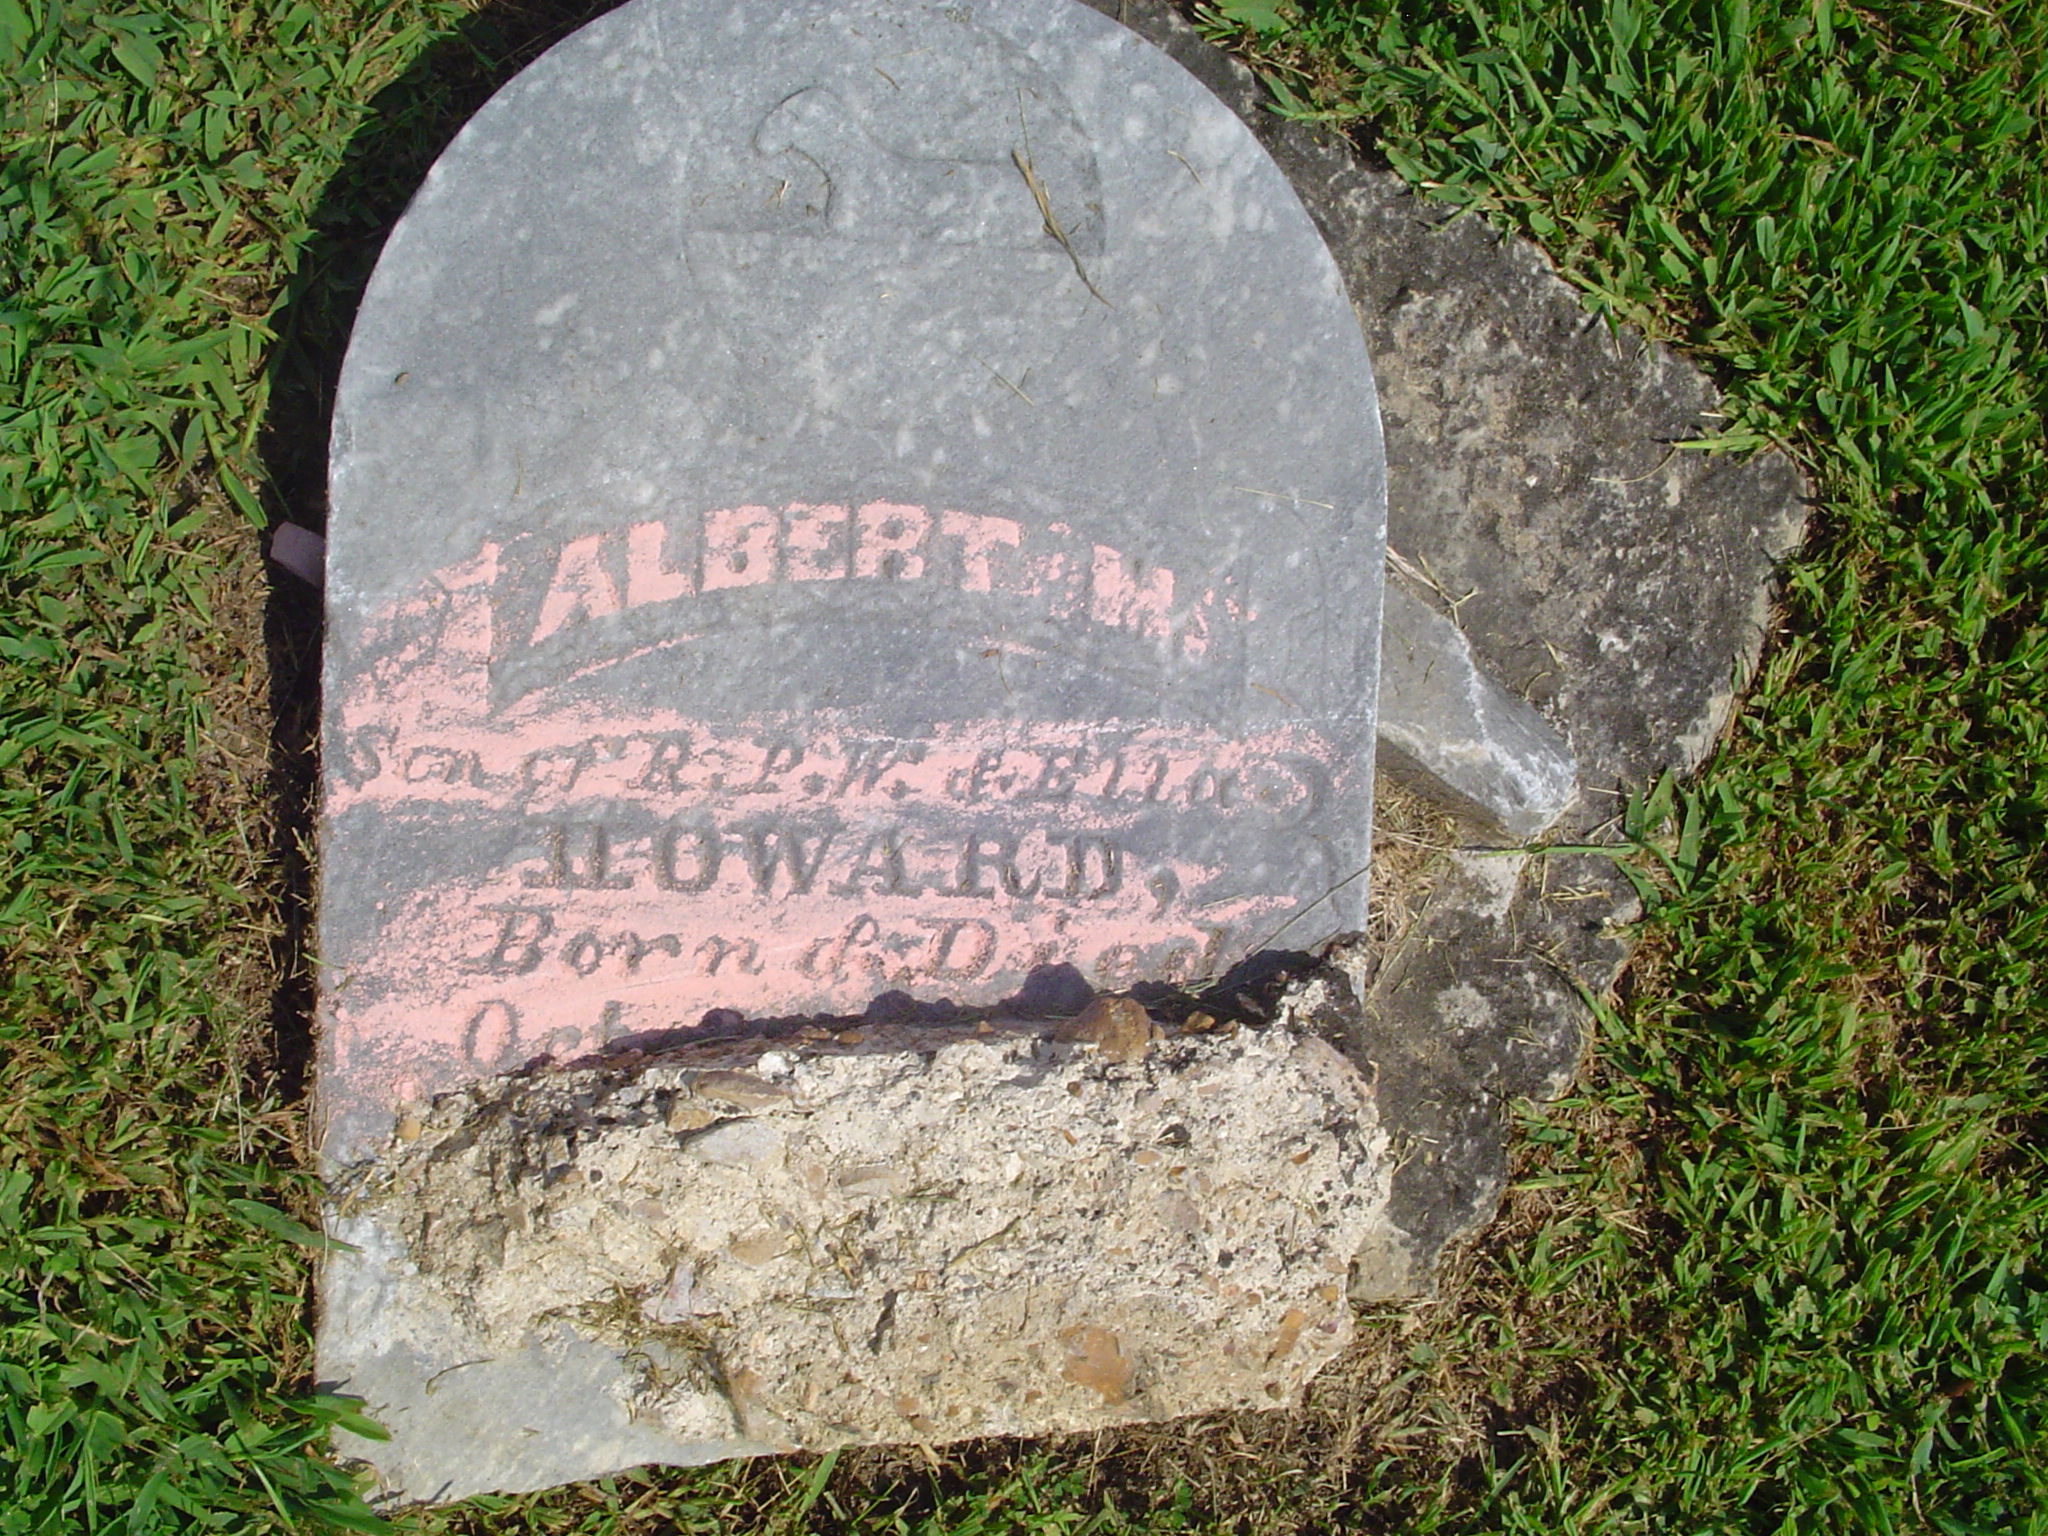 ALBERT M.
Son of R. P. W. & Ella
HOWARD,
Born & Died
Oct